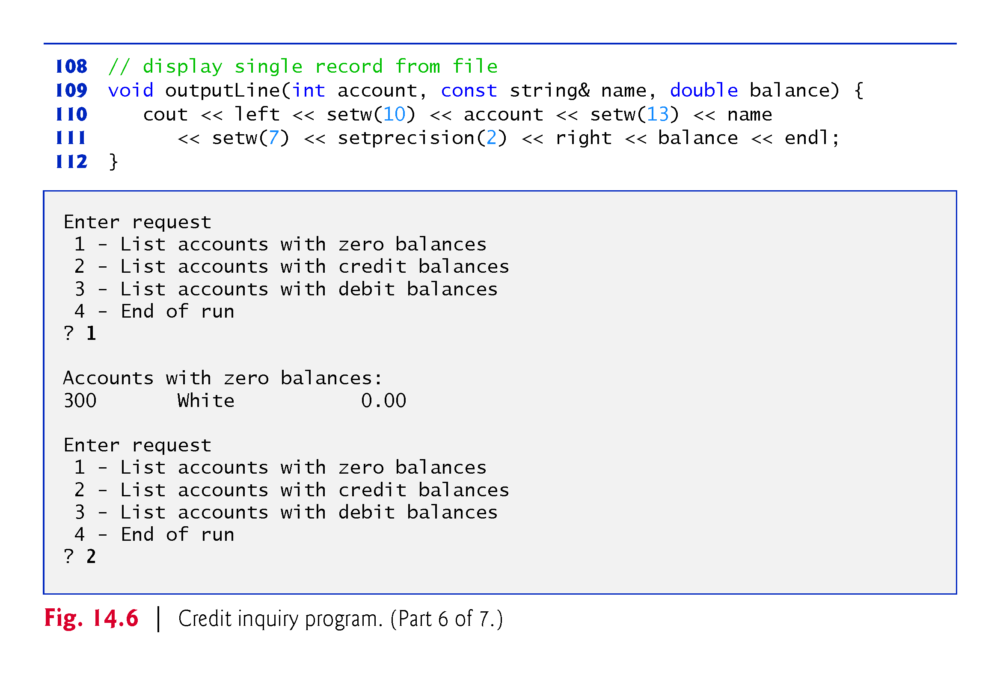 108 // display single record from file
109 void outputLine(int account, const string& name, double balance) {
110    cout << left << setw(10) << account << setw(13) << name
111       << setw(7) << setprecision(2) << right << balance << endl;
112 }
Enter request
 1 - List accounts with zero balances
 2 - List accounts with credit balances
 3 - List accounts with debit balances
 4 - End of run
? 1
Accounts with zero balances:
300       White           0.00
Enter request
 1 - List accounts with zero balances
 2 - List accounts with credit balances
 3 - List accounts with debit balances
 4 - End of run
? 2
Fig. 14.6 | Credit inquiry program. (Part 6 of 7.)